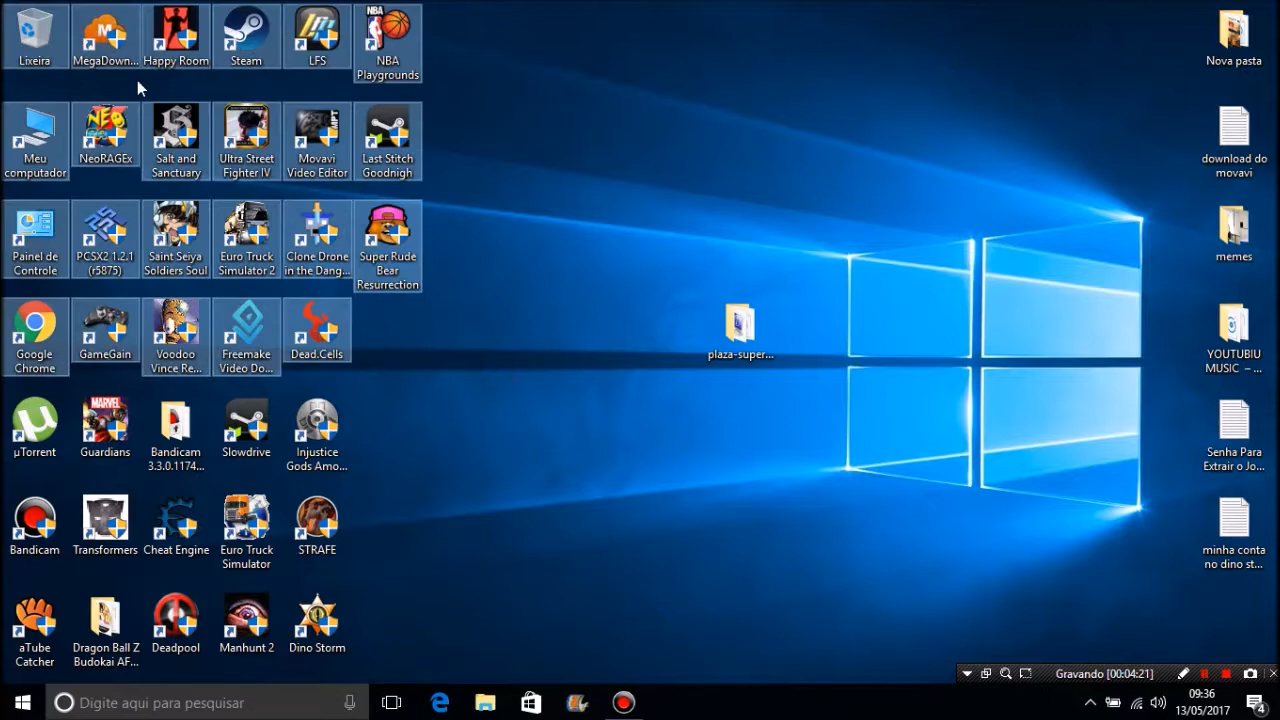 Lixeira
MegaDown...
Happy Room
Steam
LFS
NBA
Playgrounds
Nova pasta
Meu
computador
NeoRAGEx
Salt and
Sanctuary
Ultra Street
Fighter IV
Movavi
Video Editor
Last Stitch
Goodnigh
download do
movavi
Painel de
Controle
PCSX2 1.2.1
(r5875)
Saint Seiya
Soldiers Soul
Euro Truck
Simulator 2
Clone Drone
in the Dang...
Super Rude
Bear
Resurrection
memes
Google
Chrome
GameGain
Voodoo
Vince Re...
Freemake
Video Do...
Dead.Cells
plaza-super...
YOUTUBIU
MUSIC – ...
µTorrent
MARVEL
Guardians
Bandicam
3.3.0.1174...
Slowdrive
Injustice
Gods Amo...
Senha Para
Extrair o Jo...
Bandicam
Transformers
Cheat Engine
Euro Truck
Simulator
STRAFE
minha conta
no dino st...
aTube
Catcher
Dragon Ball Z
Budokai AF...
Deadpool
Manhunt 2
Dino Storm
Gravando [00:04:21]
Digite aqui para pesquisar
09:36
13/05/2017
4